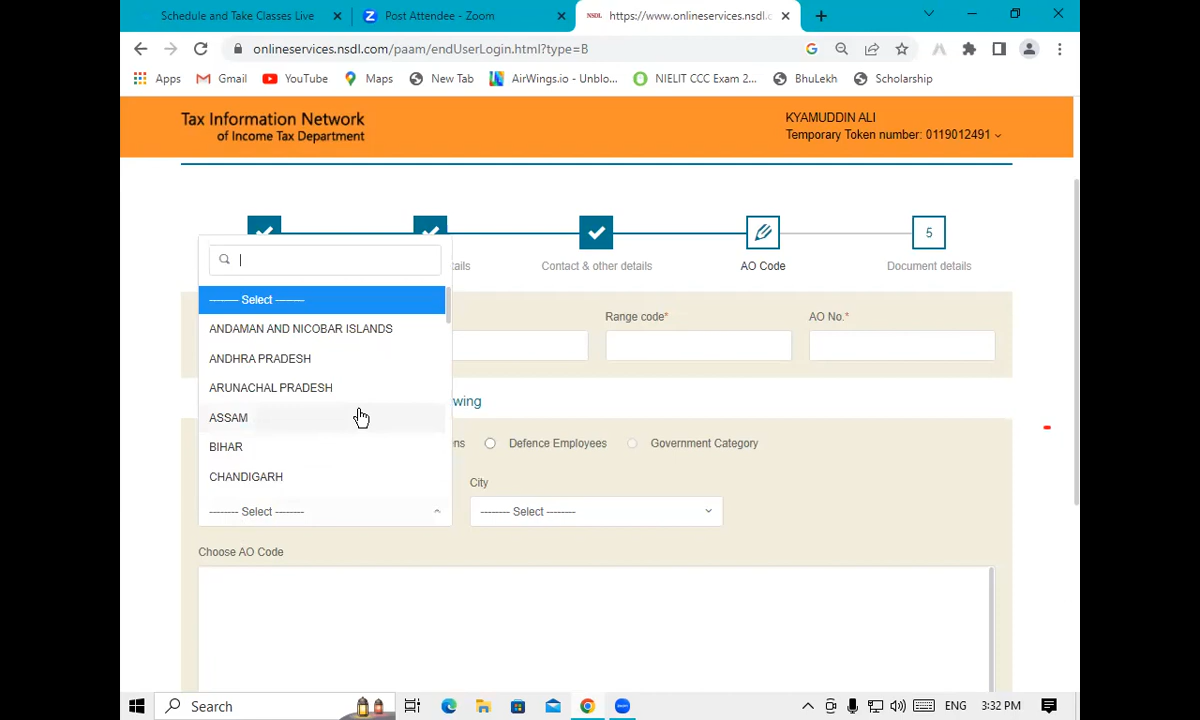 Schedule and Take Classes Live
Post Attendee - Zoom
NSDL https://www.onlineservices.nsdl.c
onlineservices.nsdl.com/paam/endUserLogin.html?type=B
Apps Gmail YouTube Maps New Tab AirWings.io - Unblo... NIELIT CCC Exam 2... BhuLekh Scholarship
Tax Information Network
of Income Tax Department
KYAMUDDIN ALI
Temporary Token number: 0119012491
5
tails Contact & other details AO Code Document details
-------- Select --------
ANDAMAN AND NICOBAR ISLANDS
ANDHRA PRADESH
ARUNACHAL PRADESH
ASSAM
BIHAR
CHANDIGARH
-------- Select --------
Range code* AO No.*
wing
ns Defence Employees Government Category
City
-------- Select --------
Choose AO Code
Search ENG 3:32 PM